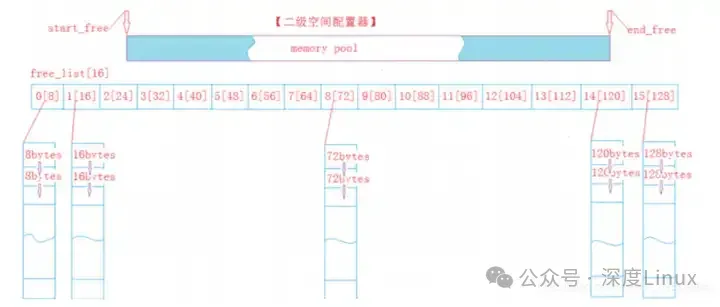 【二级空间配置器】
start_free
end_free
memory pool
free_list[16]
0[8] 1[16] 2[24] 3[32] 4[40] 5[48] 6[56] 7[64] 8[72] 9[80] 10[88] 11[96] 12[104] 13[112] 14[120] 15[128]
8bytes 16bytes 72bytes 120bytes 128bytes
8bytes 16bytes 72bytes 120bytes 128bytes
公众号 · 深度Linux